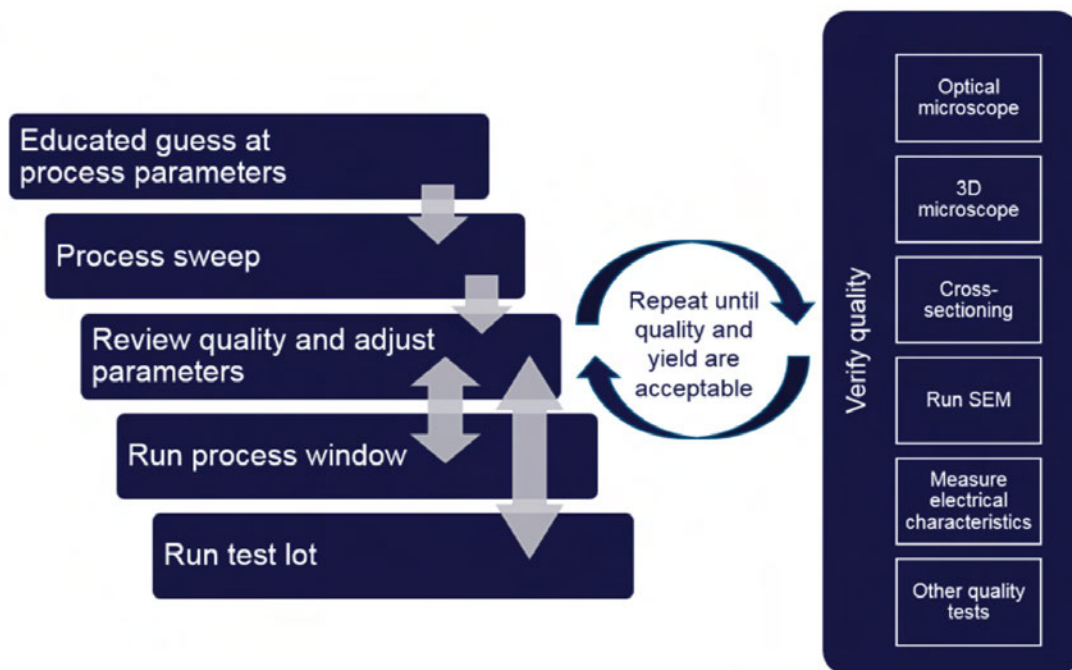 Educated guess at
process parameters
Process sweep
Review quality and adjust
parameters
Run process window
Run test lot
Repeat until
quality and
yield are
acceptable
Verify quality
Optical
microscope
3D
microscope
Cross-
sectioning
Run SEM
Measure
electrical
characteristics
Other quality
tests